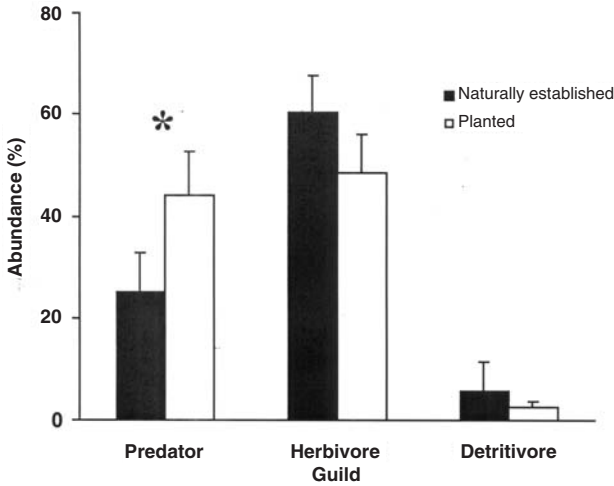 80
60
40
20
0
Abundance (%)
*
Naturally established
Planted
Predator
Herbivore
Detritivore
Guild